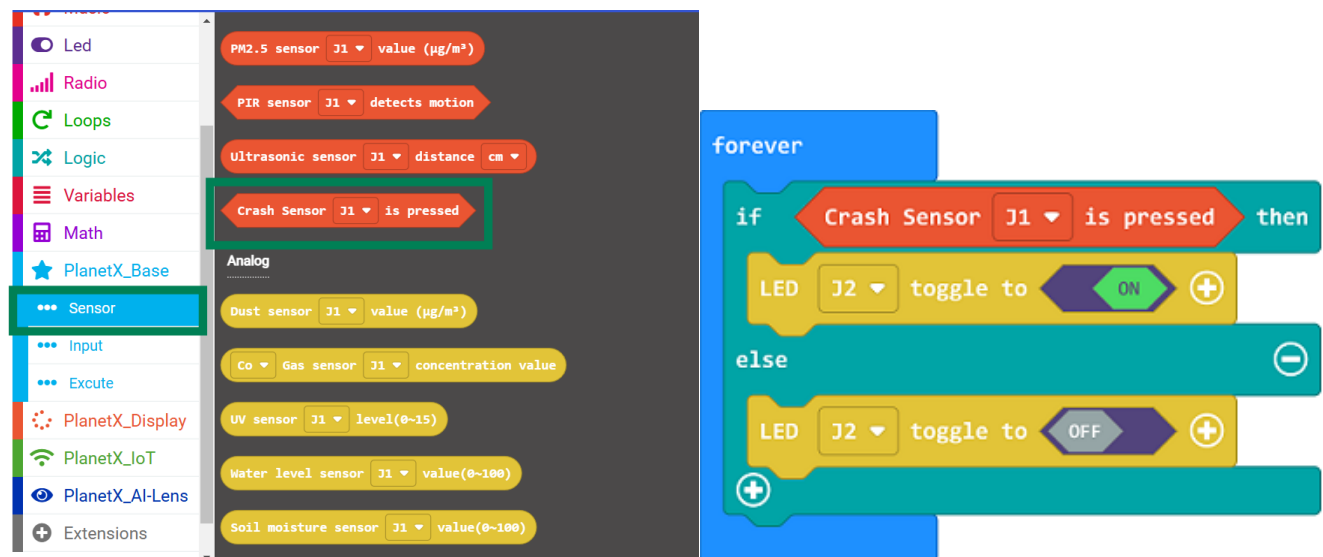 Led
Radio
Loops
Logic
Variables
Math
PlanetX_Base
Sensor
Input
Excute
PlanetX_Display
PlanetX_IoT
PlanetX_AI-Lens
Extensions
PM2.5 sensor J1 value (μg/m³)
PIR sensor J1 detects motion
Ultrasonic sensor J1 distance cm
Crash Sensor J1 is pressed
Analog
Dust sensor J1 value (μg/m³)
Co Gas sensor J1 concentration value
UV sensor J1 level(0~15)
Water level sensor J1 value(0~100)
Soil moisture sensor J1 value(0~100)
forever
if Crash Sensor J1 is pressed then
LED J2 toggle to ON
else
LED J2 toggle to OFF